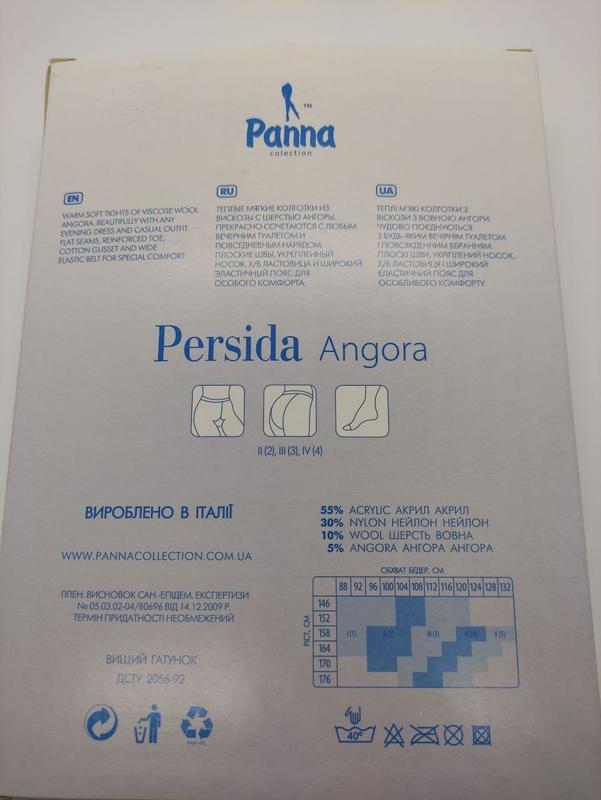 Panna
TM
colection
EN
WARM SOFT TIGHTS OF VISCOSE WOOL
ANGORA. BEAUTIFULLY WITH ANY
EVENING DRESS AND CASUAL OUTFIT.
FLAT SEAMS, REINFORCED TOE,
COTTON GUSSET AND WIDE
ELASTIC BELT FOR SPECIAL COMFORT
RU
ТЕПЛЫЕ МЯГКИЕ КОЛГОТКИ ИЗ
ВИСКОЗЫ С ШЕРСТЬЮ АНГОРЫ.
ПРЕКРАСНО СОЧЕТАЮТСЯ С ЛЮБЫМ
ВЕЧЕРНИМ ТУАЛЕТОМ И
ПОВСЕДНЕВНЫМ НАРЯДОМ.
ПЛОСКИЕ ШВЫ, УКРЕПЛЕННЫЙ
НОСОК, Х/Б ЛАСТОВИЦА И ШИРОКИЙ
ЭЛАСТИЧНЫЙ ПОЯС ДЛЯ
ОСОБОГО КОМФОРТА.
UA
ТЕПЛІ М'ЯКІ КОЛГОТКИ З
ВІСКОЗИ З ВОВНОЮ АНГОРИ.
ЧУДОВО ПОЄДНУЮТЬСЯ
З БУДЬ-ЯКИМ ВЕЧІРНІМ ТУАЛЕТОМ
І ПОВСЯКДЕННИМ ВБРАННЯМ.
ПЛОСКІ ШВИ, УКРІПЛЕНИЙ НОСОК,
Х/Б ЛАСТОВИЦЯ І ШИРОКИЙ
ЕЛАСТИЧНИЙ ПОЯС ДЛЯ
ОСОБЛИВОГО КОМФОРТУ.
Persida Angora
II (2), III (3), IV (4)
ВИРОБЛЕНО В ІТАЛІЇ
WWW.PANNACOLLECTION.COM.UA
ГІГІЄН. ВИСНОВОК САН.-ЕПІДЕМ. ЕКСПЕРТИЗИ
№ 05.03.02-04/80696 ВІД 14.12.2009 Р.
ТЕРМІН ПРИДАТНОСТІ НЕОБМЕЖЕНИЙ
ВИЩИЙ ҐАТУНОК
ДСТУ 2056-92
55% ACRYLIC АКРИЛ АКРИЛ
30% NYLON НЕЙЛОН НЕЙЛОН
10% WOOL ШЕРСТЬ ВОВНА
5% ANGORA АНГОРА АНГОРА
ОБХВАТ БЕДЕР, СМ
88 92 96 100 104 108 112 116 120 124 128 132
РІСТ, СМ
146
152
158 I (1) II (2) III (3) IV (4) V (5)
164
170
176
40°